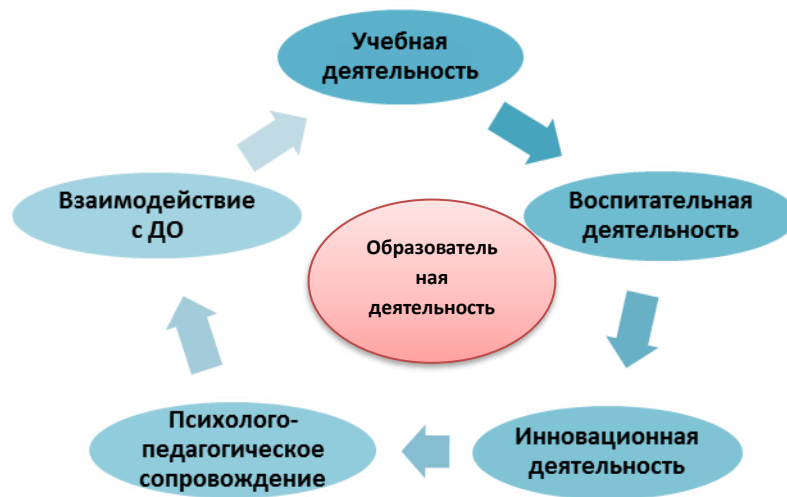 Учебная
деятельность
Воспитательная
деятельность
Инновационная
деятельность
Психолого-
педагогическое
сопровождение
Взаимодействие
с ДО
Образователь
ная
деятельность